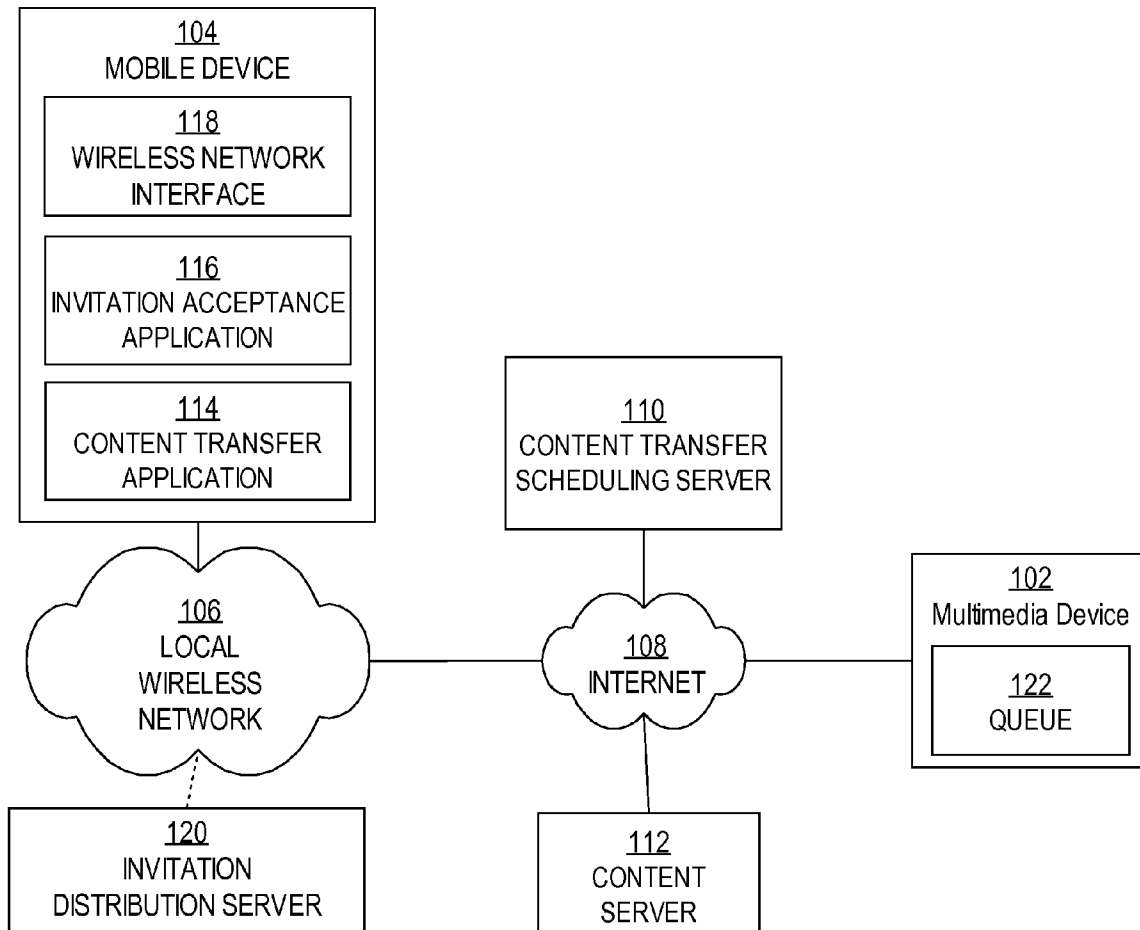 104
MOBILE DEVICE
118
WIRELESS NETWORK
INTERFACE
116
INVITATION ACCEPTANCE
APPLICATION
114
CONTENT TRANSFER
APPLICATION
110
CONTENT TRANSFER
SCHEDULING SERVER
102
Multimedia Device
122
QUEUE
106
LOCAL
WIRELESS
NETWORK
108
INTERNET
120
INVITATION
DISTRIBUTION SERVER
112
CONTENT
SERVER